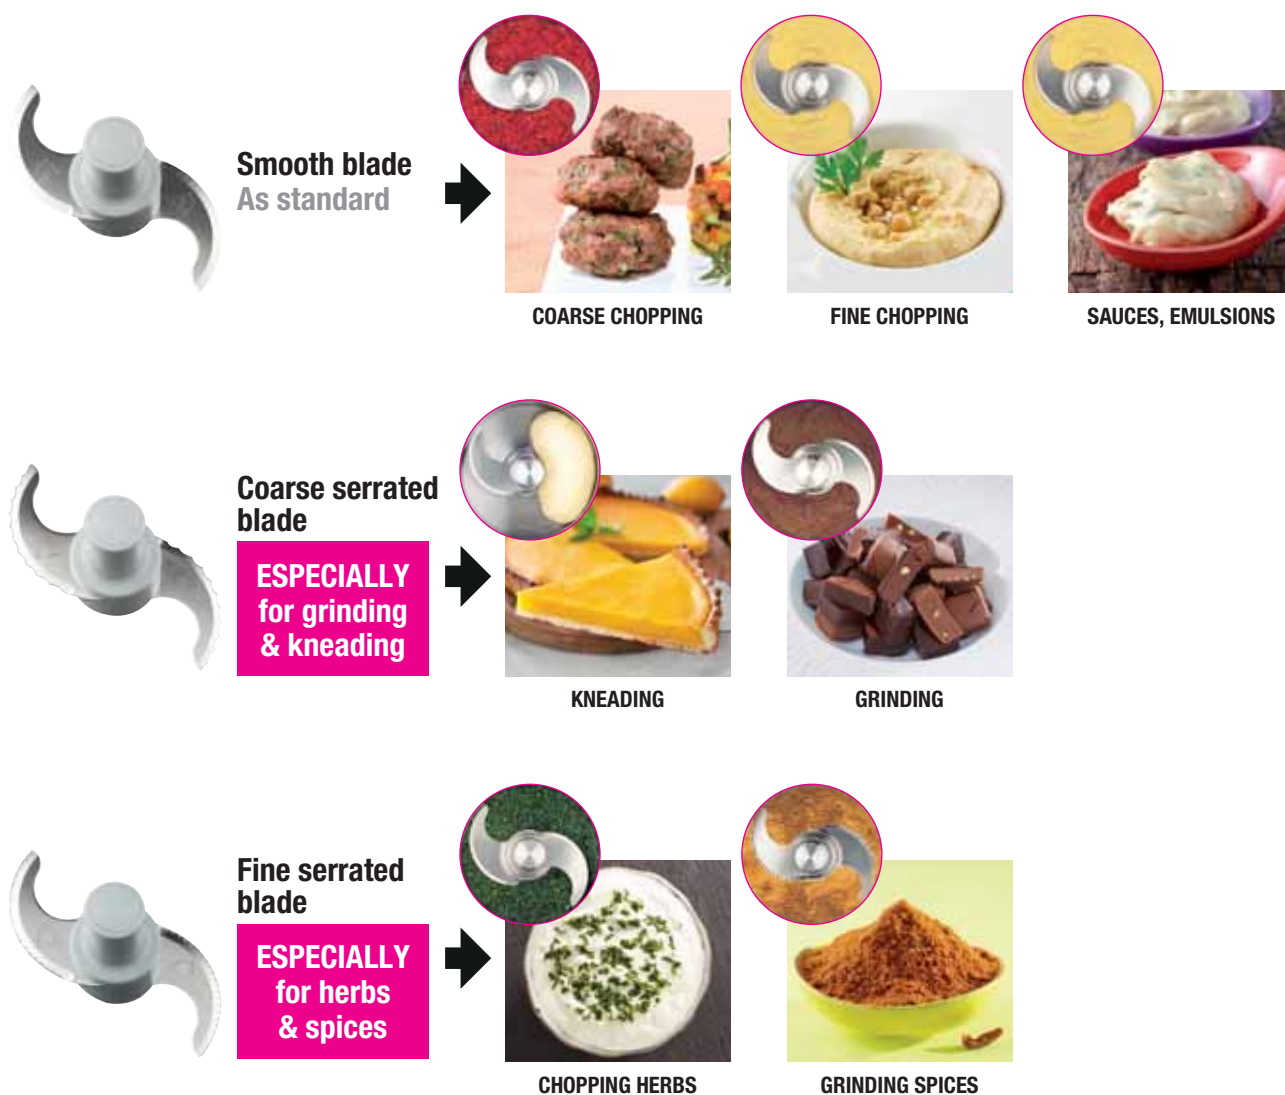 Smooth blade
As standard
COARSE CHOPPING
FINE CHOPPING
SAUCES, EMULSIONS
Coarse serrated
blade
ESPECIALLY
for grinding
& kneading
KNEADING
GRINDING
Fine serrated
blade
ESPECIALLY
for herbs
& spices
CHOPPING HERBS
GRINDING SPICES